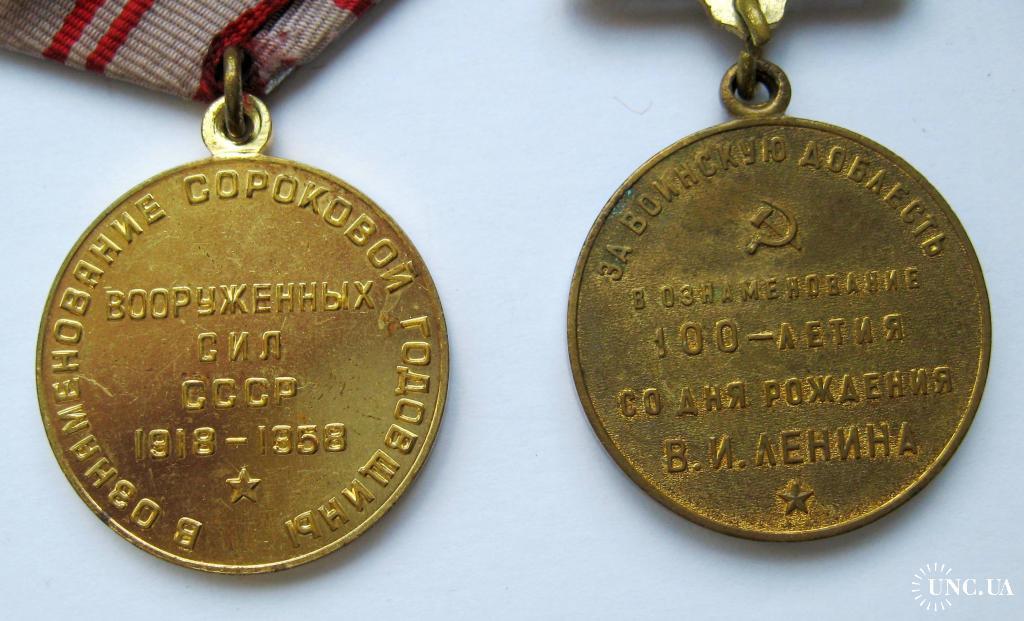 В ОЗНАМЕНОВАНИЕ СОРОКОВОЙ ГОДОВЩИНЫ
ВООРУЖЕННЫХ
СИЛ
СССР
1918-1958
ЗА ВОИНСКУЮ ДОБЛЕСТЬ
В ОЗНАМЕНОВАНИЕ
100-ЛЕТИЯ
СО ДНЯ РОЖДЕНИЯ
В.И. ЛЕНИНА
UNC.UA